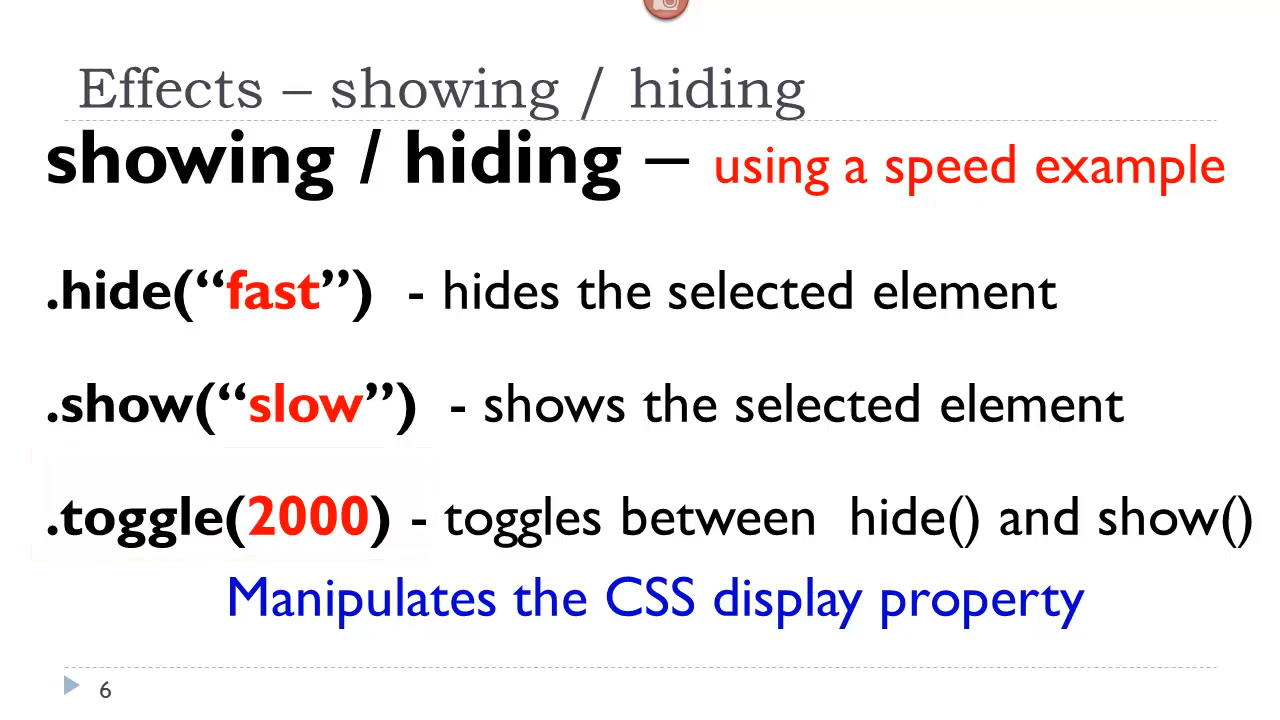 Effects – showing / hiding
showing / hiding – using a speed example
.hide(“fast”) - hides the selected element
.show(“slow”) - shows the selected element
.toggle(2000) - toggles between hide() and show()
Manipulates the CSS display property
6